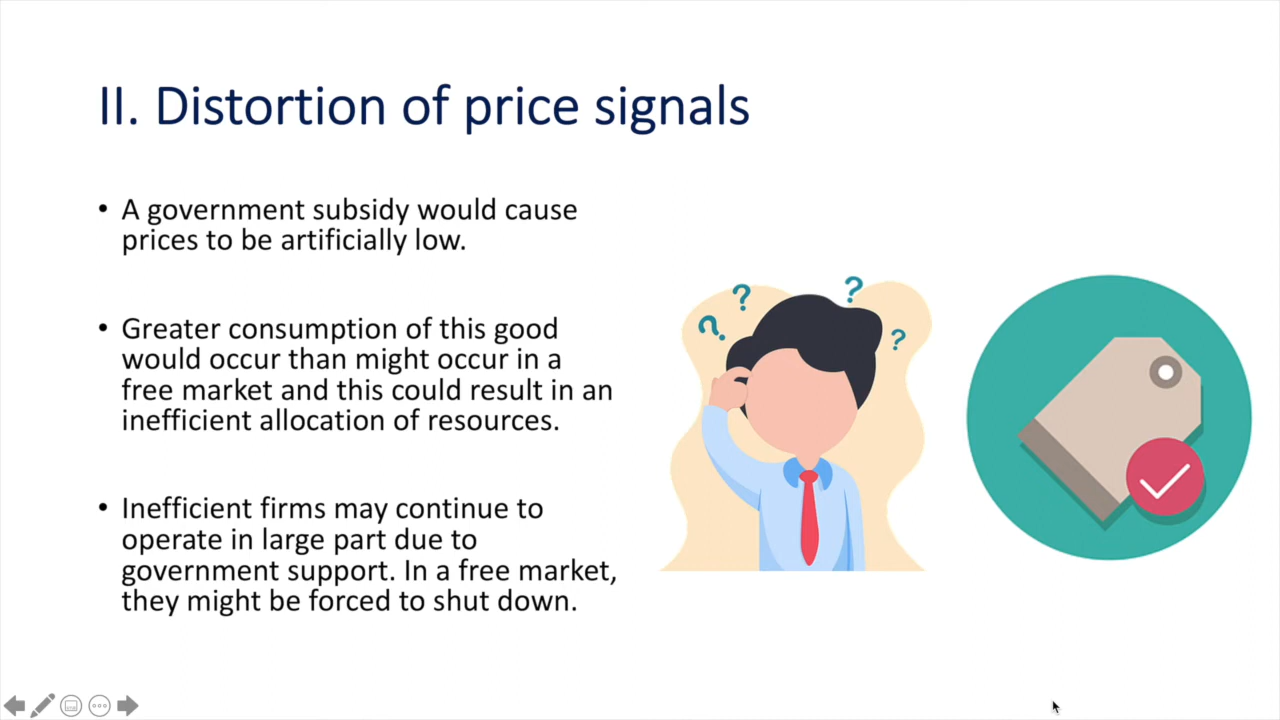 II. Distortion of price signals
• A government subsidy would cause
prices to be artificially low.
• Greater consumption of this good
would occur than might occur in a
free market and this could result in an
inefficient allocation of resources.
• Inefficient firms may continue to
operate in large part due to
government support. In a free market,
they might be forced to shut down.
? ? ? ?